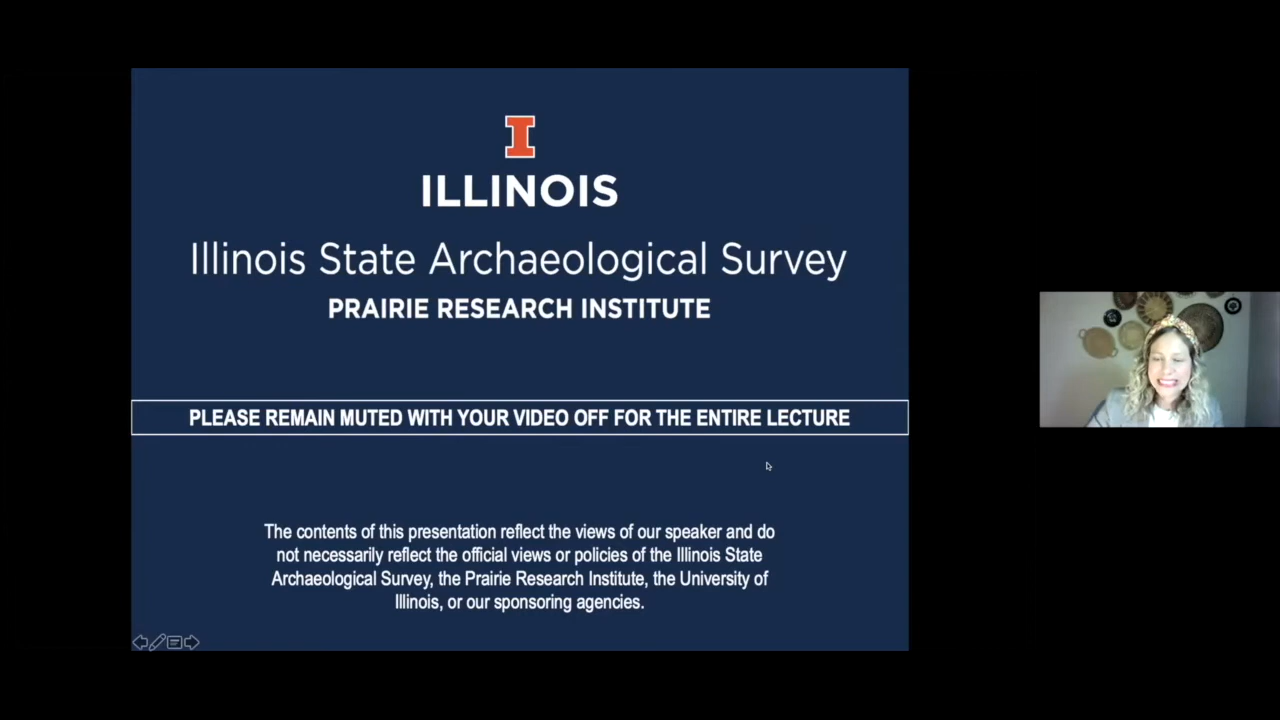 I
ILLINOIS
Illinois State Archaeological Survey
PRAIRIE RESEARCH INSTITUTE
PLEASE REMAIN MUTED WITH YOUR VIDEO OFF FOR THE ENTIRE LECTURE
The contents of this presentation reflect the views of our speaker and do
not necessarily reflect the official views or policies of the Illinois State
Archaeological Survey, the Prairie Research Institute, the University of
Illinois, or our sponsoring agencies.